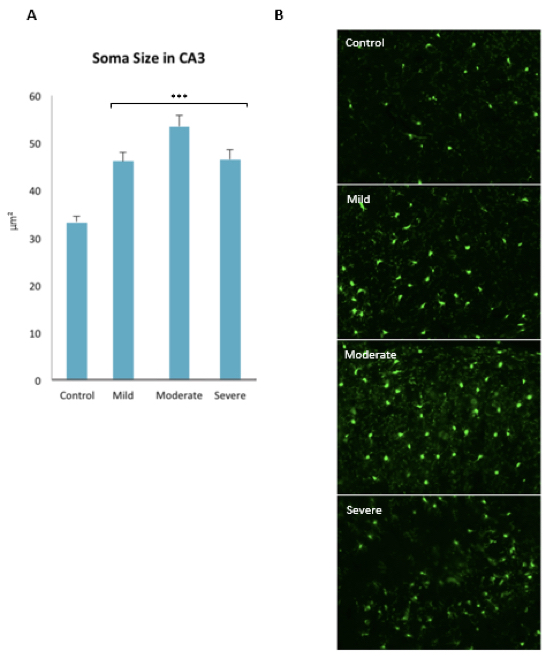 A
Soma Size in CA3
60
50
40
30
20
10
0
µm²
***
Control Mild Moderate Severe
B
Control
Mild
Moderate
Severe